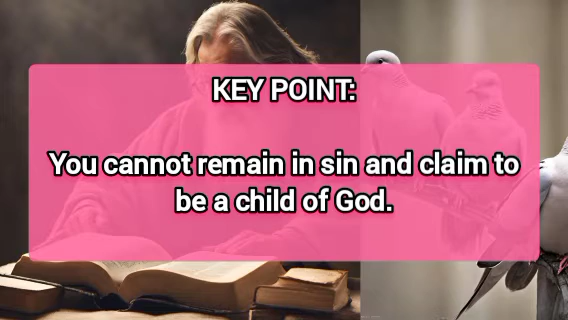 KEY POINT:
You cannot remain in sin and claim to
be a child of God.